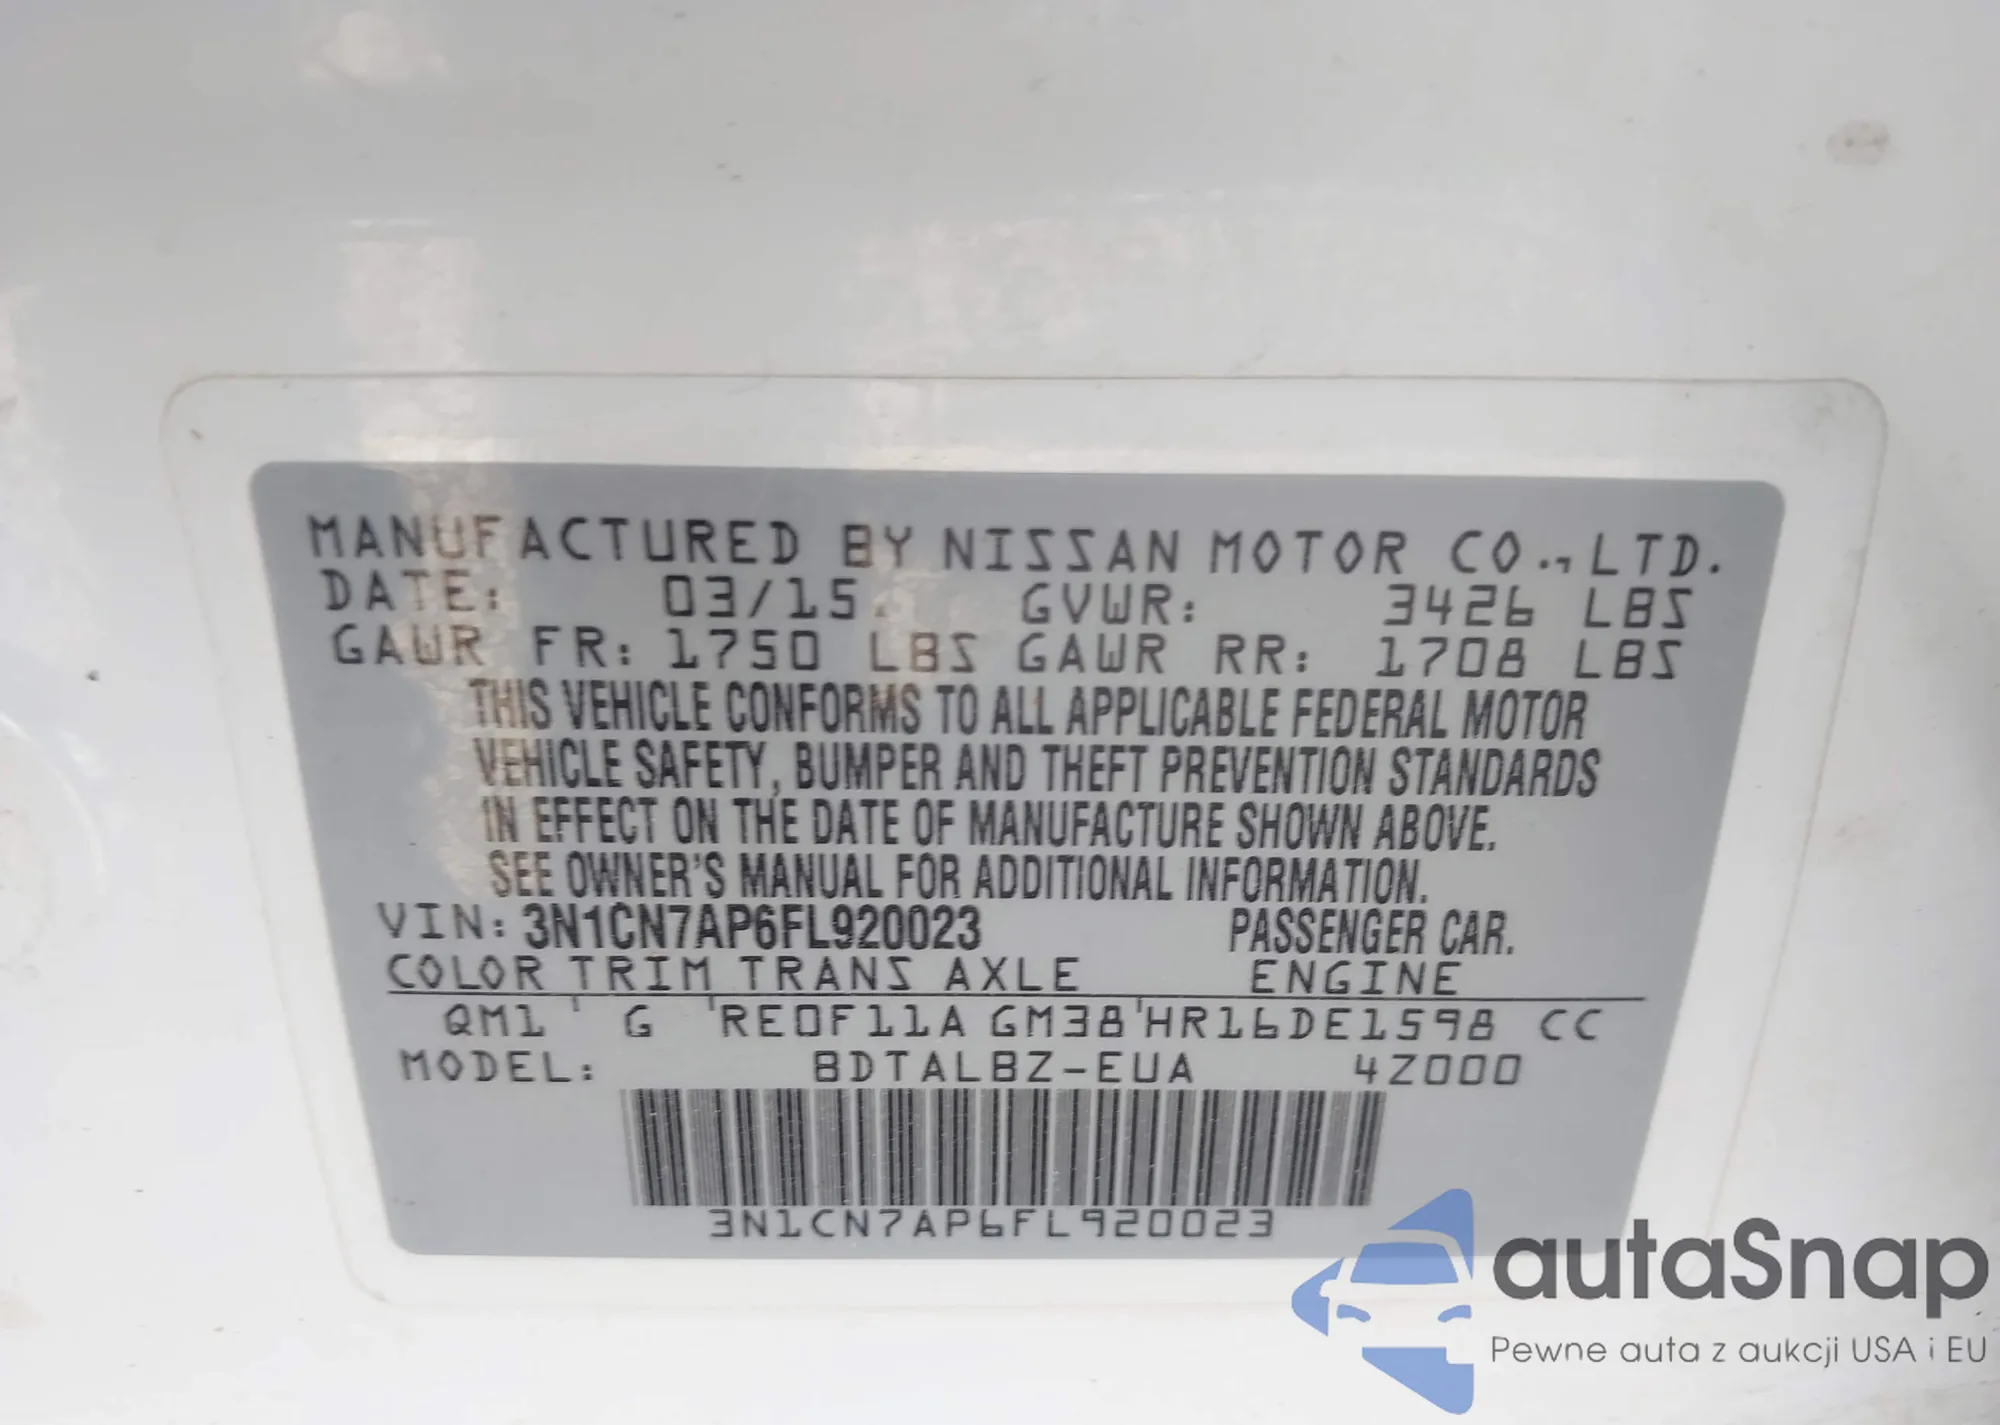 MANUFACTURED BY NISSAN MOTOR CO., LTD.
DATE: 03/15 GVWR: 3426 LBS
GAWR FR: 1750 LBS GAWR RR: 1708 LBS
THIS VEHICLE CONFORMS TO ALL APPLICABLE FEDERAL MOTOR
VEHICLE SAFETY, BUMPER AND THEFT PREVENTION STANDARDS
IN EFFECT ON THE DATE OF MANUFACTURE SHOWN ABOVE.
SEE OWNER'S MANUAL FOR ADDITIONAL INFORMATION.
VIN: 3N1CN7AP6FL920023 PASSENGER CAR.
COLOR TRIM TRANS AXLE ENGINE
QM1 ' G 'RE0F11A GM38'HR16DE1598 CC
MODEL: BDTALBZ-EUA 4Z000
3N1CN7AP6FL920023
autaSnap
Pewne auta z aukcji USA i EU